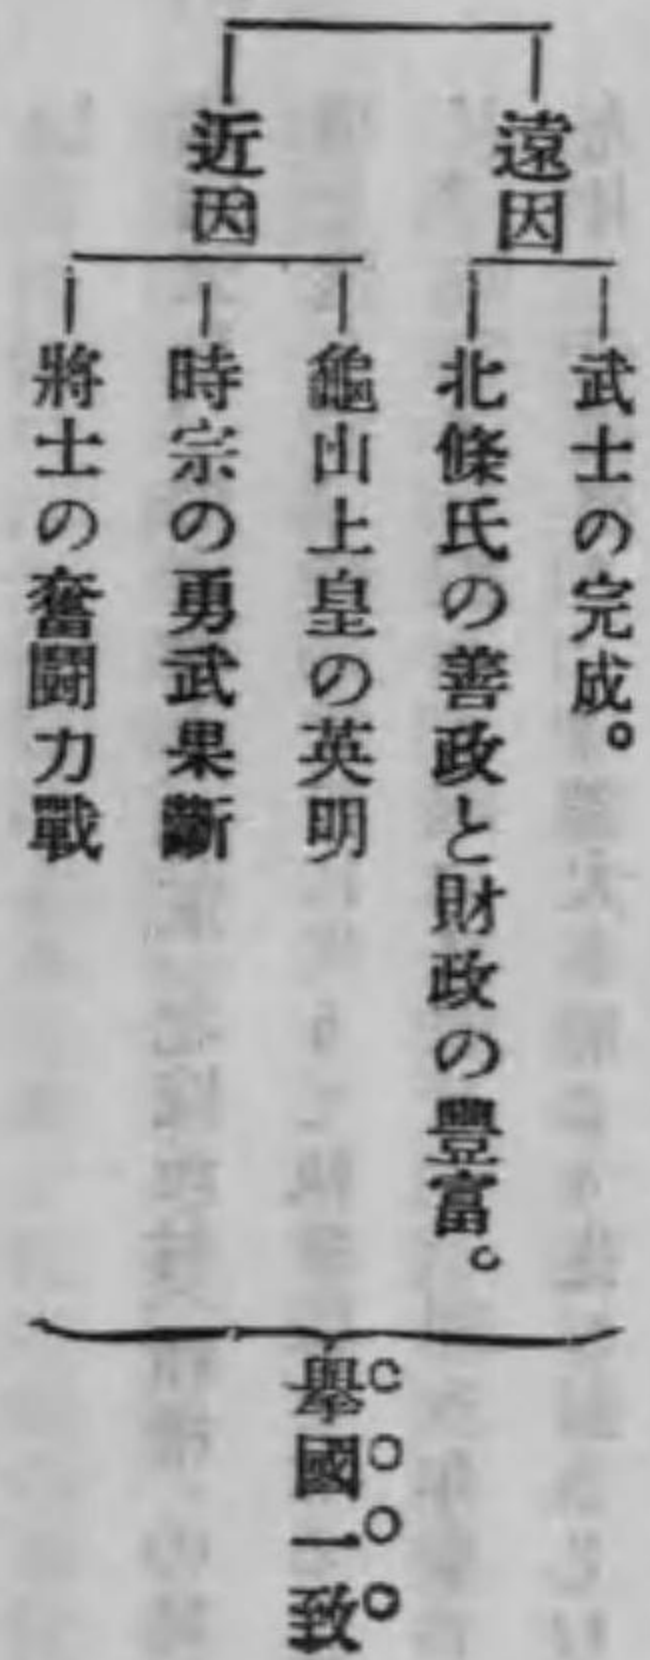 遠因
武士の完成。
北條氏の善政と財政の豐富。
近因
龜山上皇の英明
時宗の勇武果斷
將士の奮鬪力戰
擧國一致